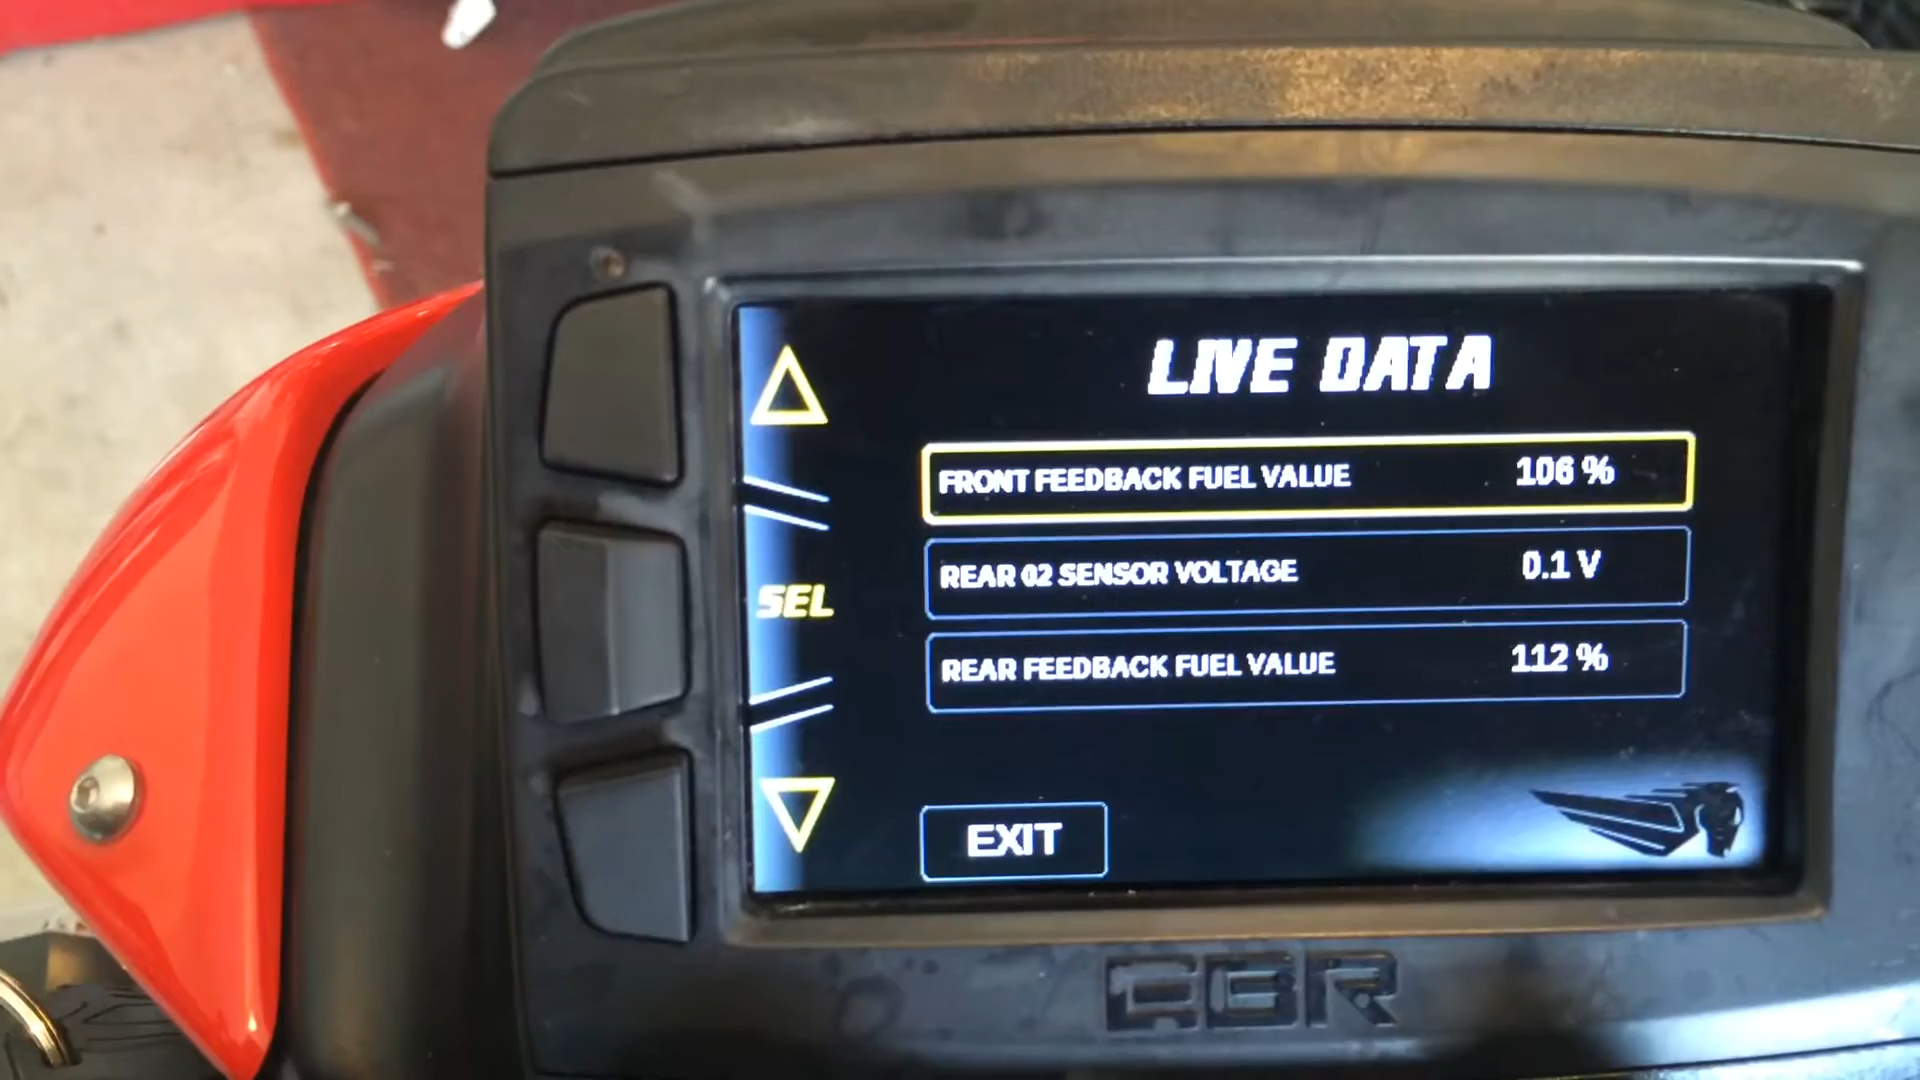 LIVE DATA
FRONT FEEDBACK FUEL VALUE 106 %
REAR O2 SENSOR VOLTAGE 0.1 V
SEL
REAR FEEDBACK FUEL VALUE 112 %
EXIT
EBR